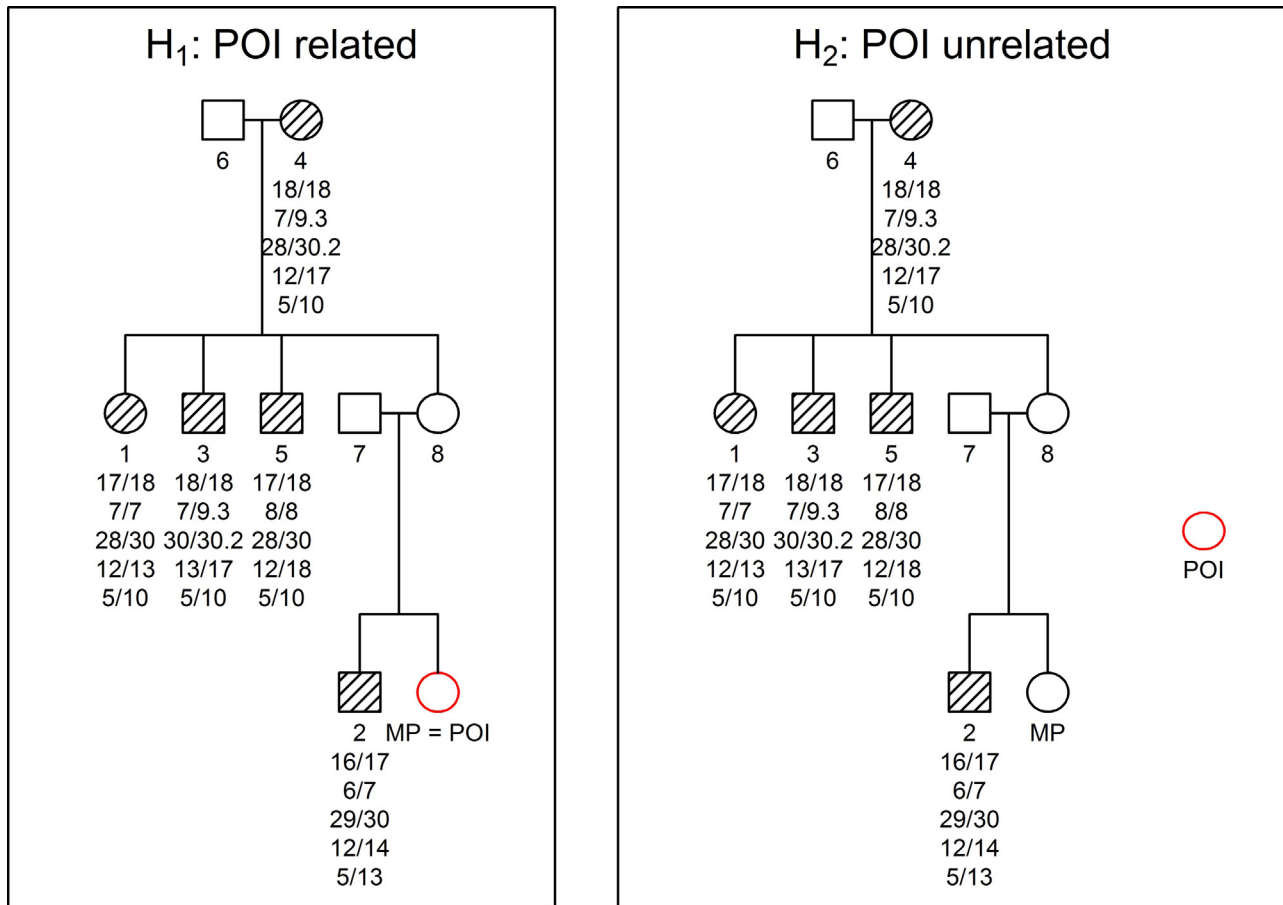 H₁: POI related
6
4
18/18
7/9.3
28/30.2
12/17
5/10
1 3 5 7 8
17/18 18/18 17/18
7/7 7/9.3 8/8
28/30 30/30.2 28/30
12/13 13/17 12/18
5/10 5/10 5/10
2 MP = POI
16/17
6/7
29/30
12/14
5/13
H₂: POI unrelated
6
4
18/18
7/9.3
28/30.2
12/17
5/10
1 3 5 7 8
17/18 18/18 17/18
7/7 7/9.3 8/8
28/30 30/30.2 28/30
12/13 13/17 12/18
5/10 5/10 5/10
POI
2 MP
16/17
6/7
29/30
12/14
5/13